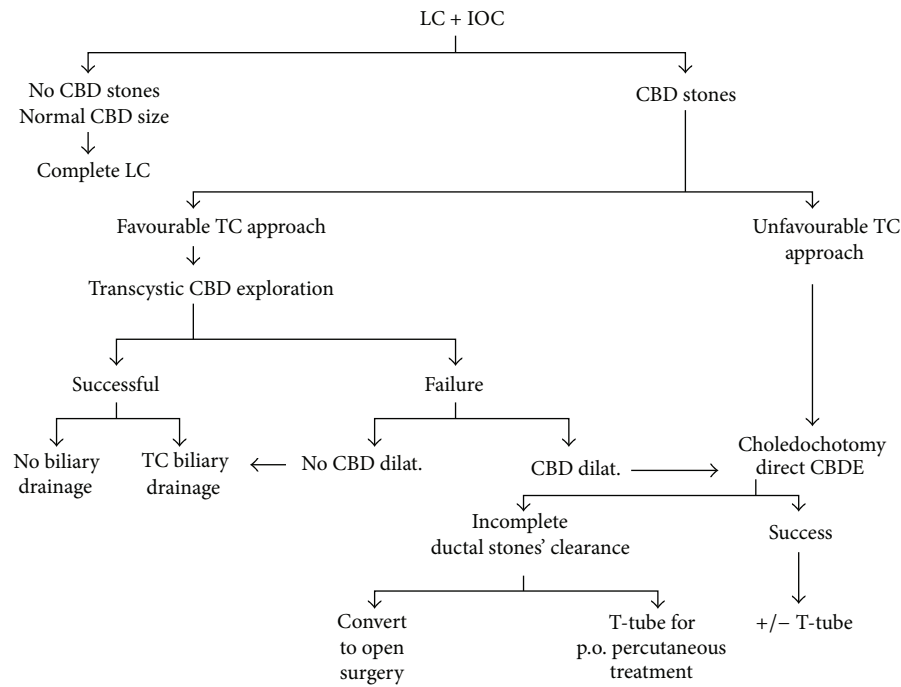 LC + IOC
No CBD stones
Normal CBD size
CBD stones
Complete LC
Favourable TC approach
Unfavourable TC
approach
Transcystic CBD exploration
Successful
Failure
No biliary
drainage
TC biliary
drainage
No CBD dilat.
CBD dilat.
Choledochotomy
direct CBDE
Incomplete
ductal stones’ clearance
Success
Convert
to open
surgery
T-tube for
p.o. percutaneous
treatment
+/− T-tube